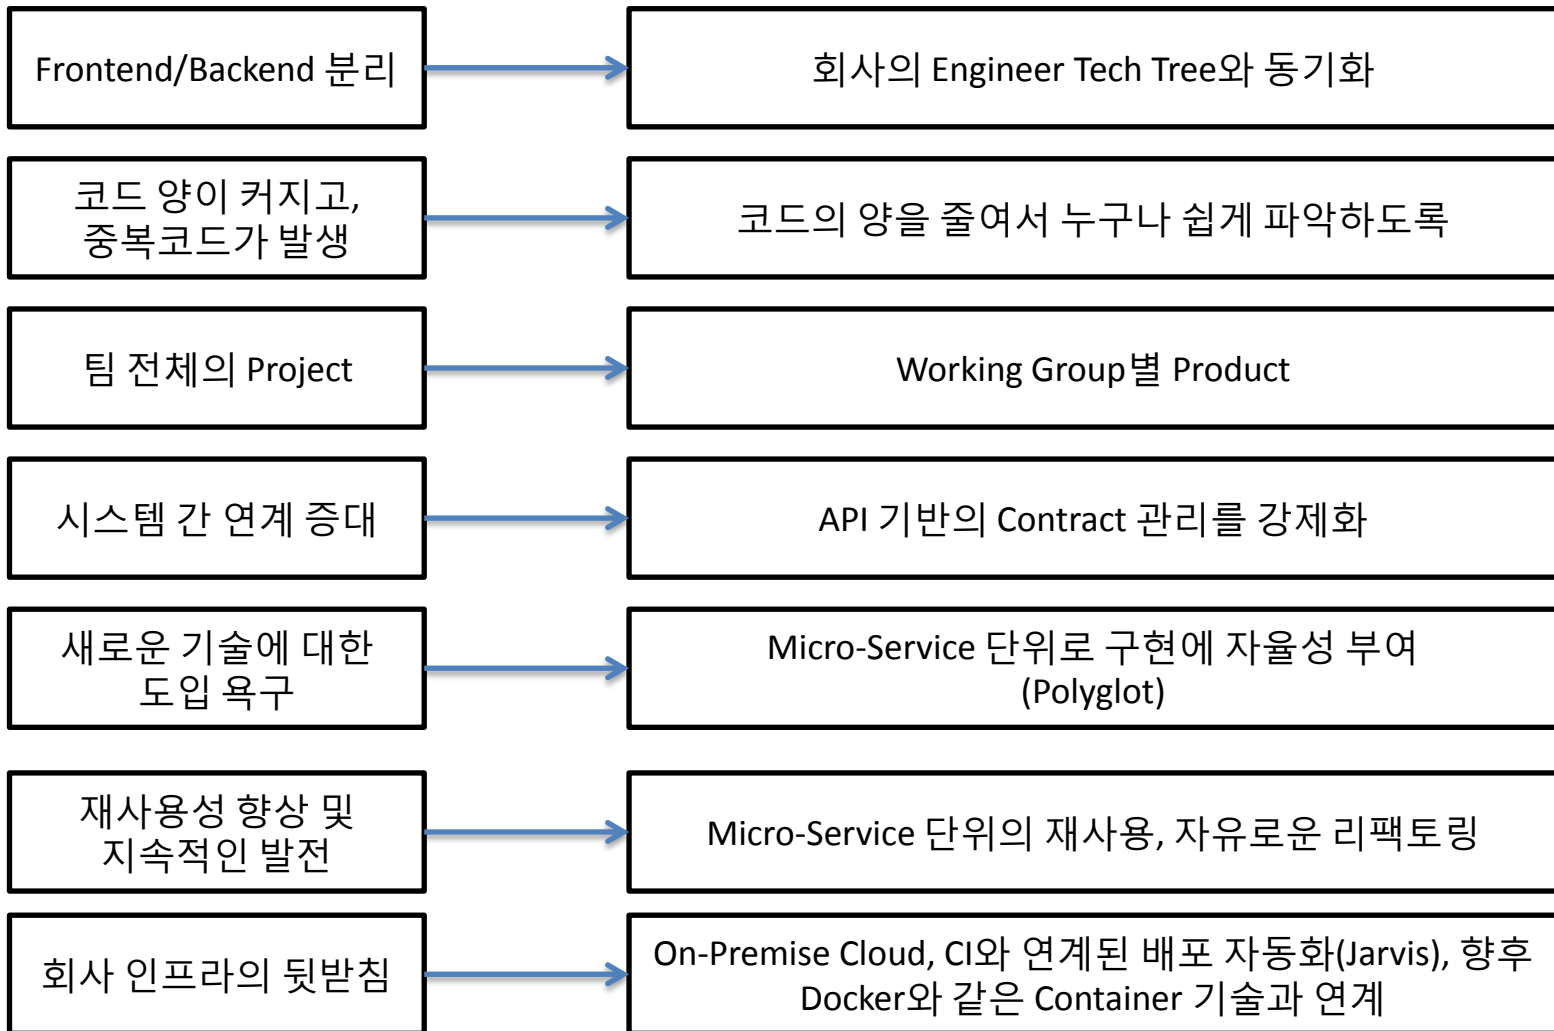 Frontend/Backend 분리
회사의 Engineer Tech Tree와 동기화
코드 양이 커지고,
중복코드가 발생
코드의 양을 줄여서 누구나 쉽게 파악하도록
팀 전체의 Project
Working Group별 Product
시스템 간 연계 증대
API 기반의 Contract 관리를 강제화
새로운 기술에 대한
도입 욕구
Micro-Service 단위로 구현에 자율성 부여
(Polyglot)
재사용성 향상 및
지속적인 발전
Micro-Service 단위의 재사용, 자유로운 리팩토링
회사 인프라의 뒷받침
On-Premise Cloud, CI와 연계된 배포 자동화(Jarvis), 향후
Docker와 같은 Container 기술과 연계